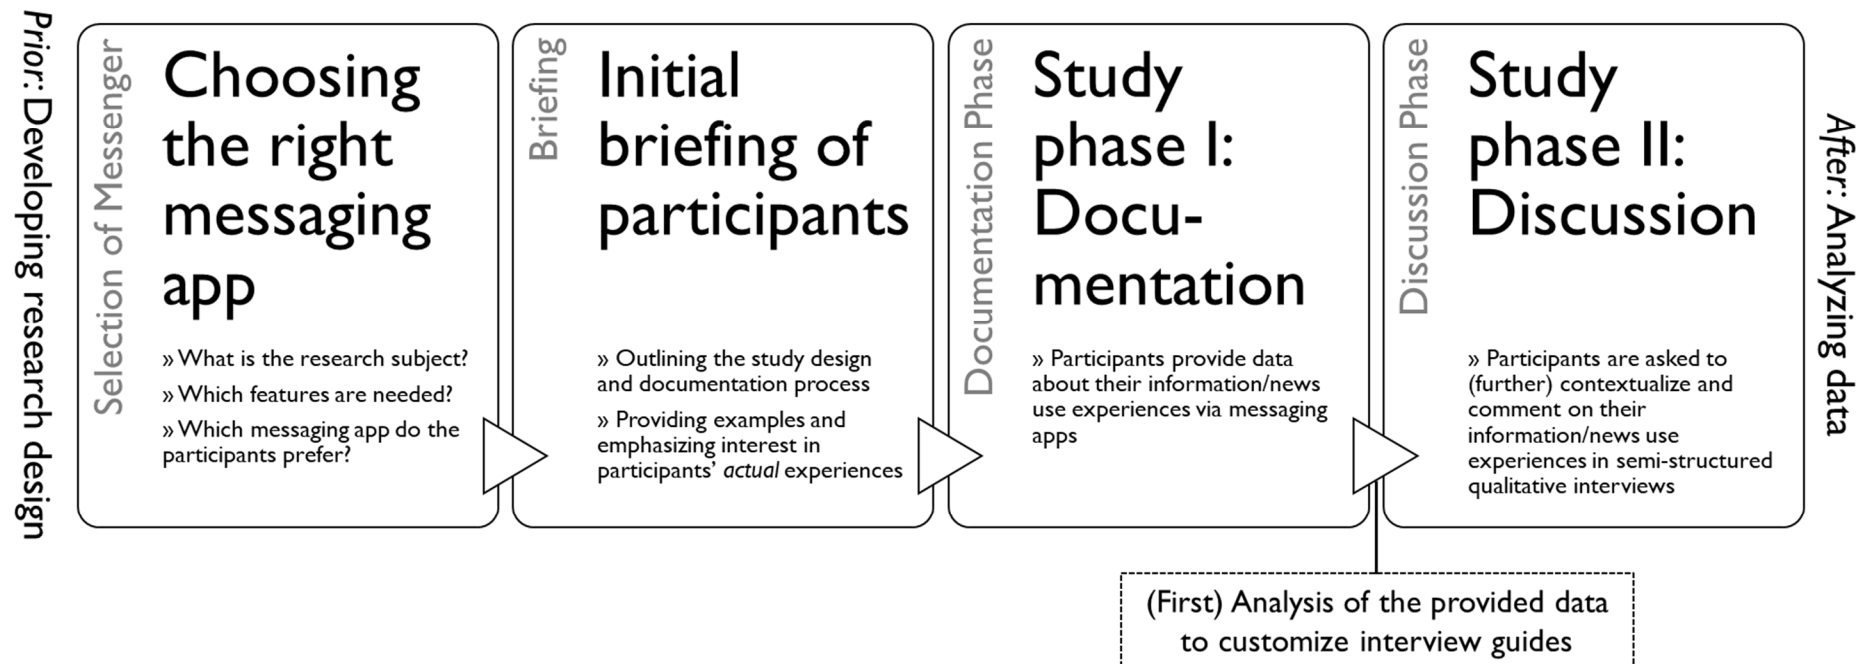 Prior: Developing research design
Selection of Messenger
Choosing
the right
messaging
app
» What is the research subject?
» Which features are needed?
» Which messaging app do the
participants prefer?
Briefing
Initial
briefing of
participants
» Outlining the study design
and documentation process
» Providing examples and
emphasizing interest in
participants’ actual experiences
Documentation Phase
Study
phase I:
Docu-
mentation
» Participants provide data
about their information/news
use experiences via messaging
apps
Discussion Phase
Study
phase II:
Discussion
» Participants are asked to
(further) contextualize and
comment on their
information/news use
experiences in semi-structured
qualitative interviews
After: Analyzing data
(First) Analysis of the provided data
to customize interview guides